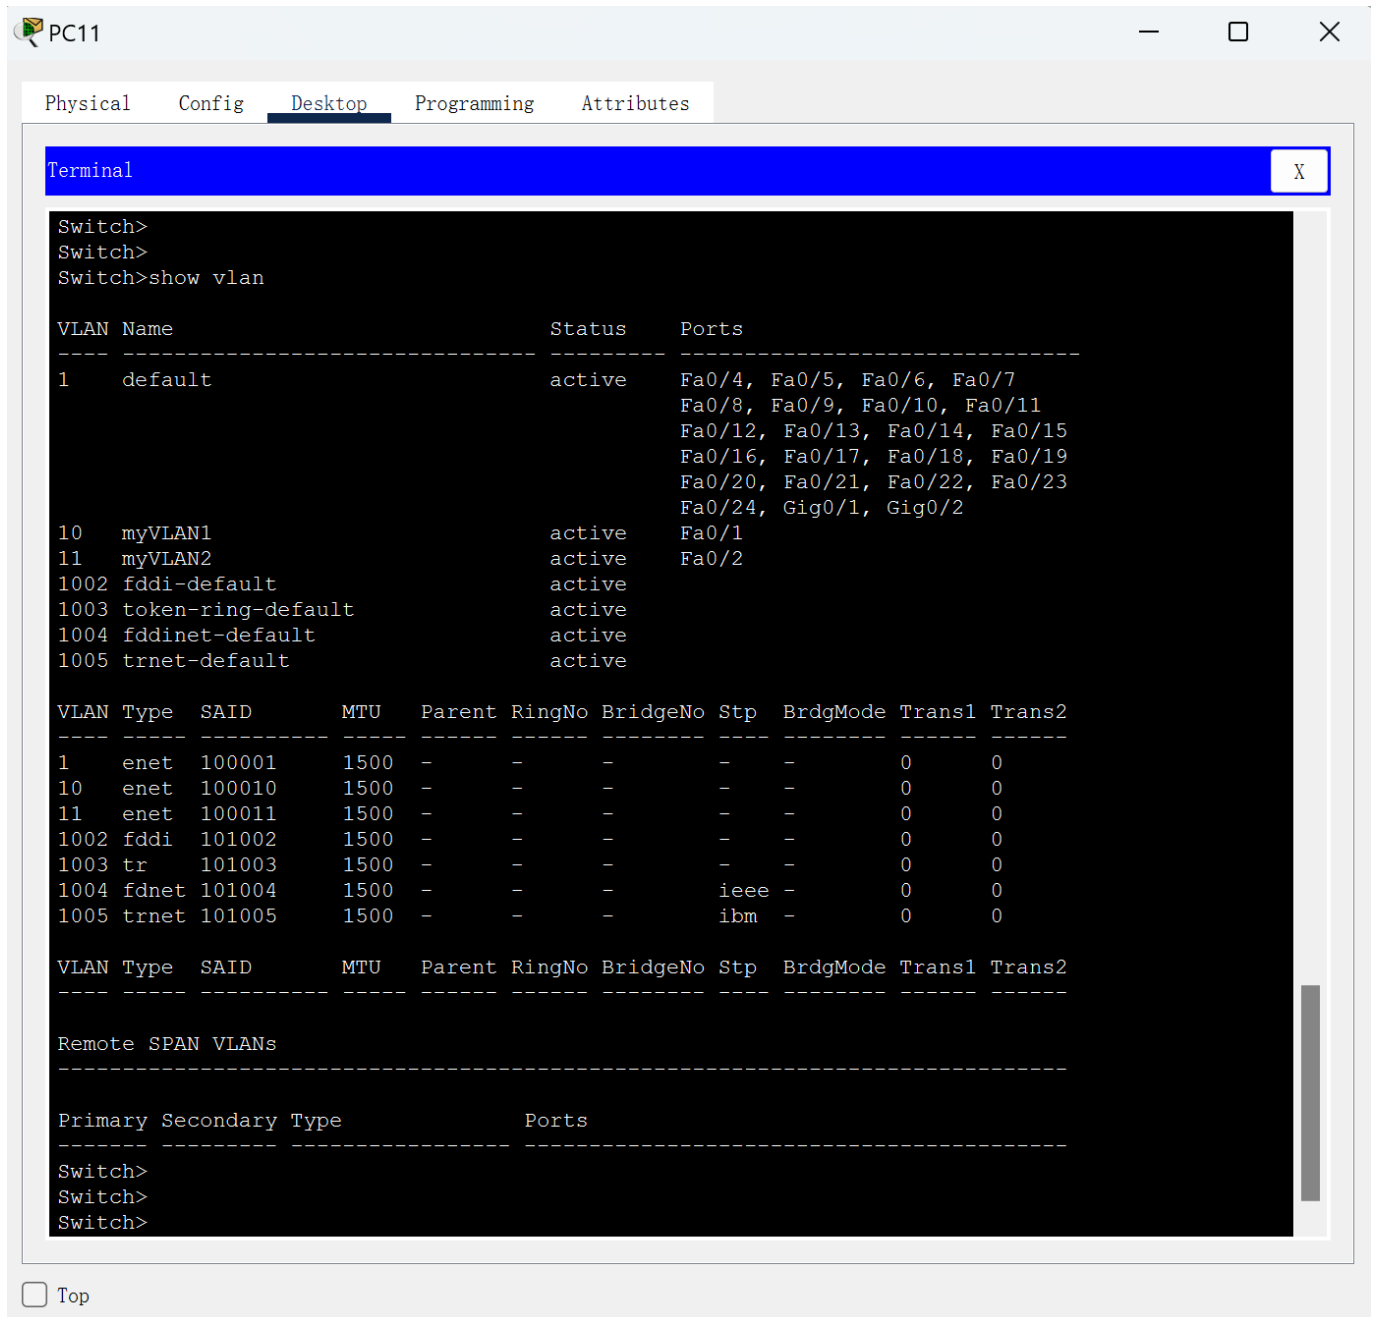 PC11
Physical Config Desktop Programming Attributes
Terminal X
Switch>
Switch>
Switch>show vlan
VLAN Name                             Status    Ports
---- -------------------------------- --------- -------------------------------
1    default                          active    Fa0/4, Fa0/5, Fa0/6, Fa0/7
                                                Fa0/8, Fa0/9, Fa0/10, Fa0/11
                                                Fa0/12, Fa0/13, Fa0/14, Fa0/15
                                                Fa0/16, Fa0/17, Fa0/18, Fa0/19
                                                Fa0/20, Fa0/21, Fa0/22, Fa0/23
                                                Fa0/24, Gig0/1, Gig0/2
10   myVLAN1                          active    Fa0/1
11   myVLAN2                          active    Fa0/2
1002 fddi-default                     active
1003 token-ring-default               active
1004 fddinet-default                  active
1005 trnet-default                    active
VLAN Type  SAID       MTU   Parent RingNo BridgeNo Stp  BrdgMode Trans1 Trans2
---- ----- ---------- ----- ------ ------ -------- ---- -------- ------ ------
1    enet  100001     1500  -      -      -        -    -        0      0
10   enet  100010     1500  -      -      -        -    -        0      0
11   enet  100011     1500  -      -      -        -    -        0      0
1002 fddi  101002     1500  -      -      -        -    -        0      0
1003 tr    101003     1500  -      -      -        -    -        0      0
1004 fdnet 101004     1500  -      -      -        ieee -        0      0
1005 trnet 101005     1500  -      -      -        ibm  -        0      0
VLAN Type  SAID       MTU   Parent RingNo BridgeNo Stp  BrdgMode Trans1 Trans2
---- ----- ---------- ----- ------ ------ -------- ---- -------- ------ ------
Remote SPAN VLANs
------------------------------------------------------------------------------
Primary Secondary Type              Ports
------- --------- ----------------- ------------------------------------------
Switch>
Switch>
Switch>
Top